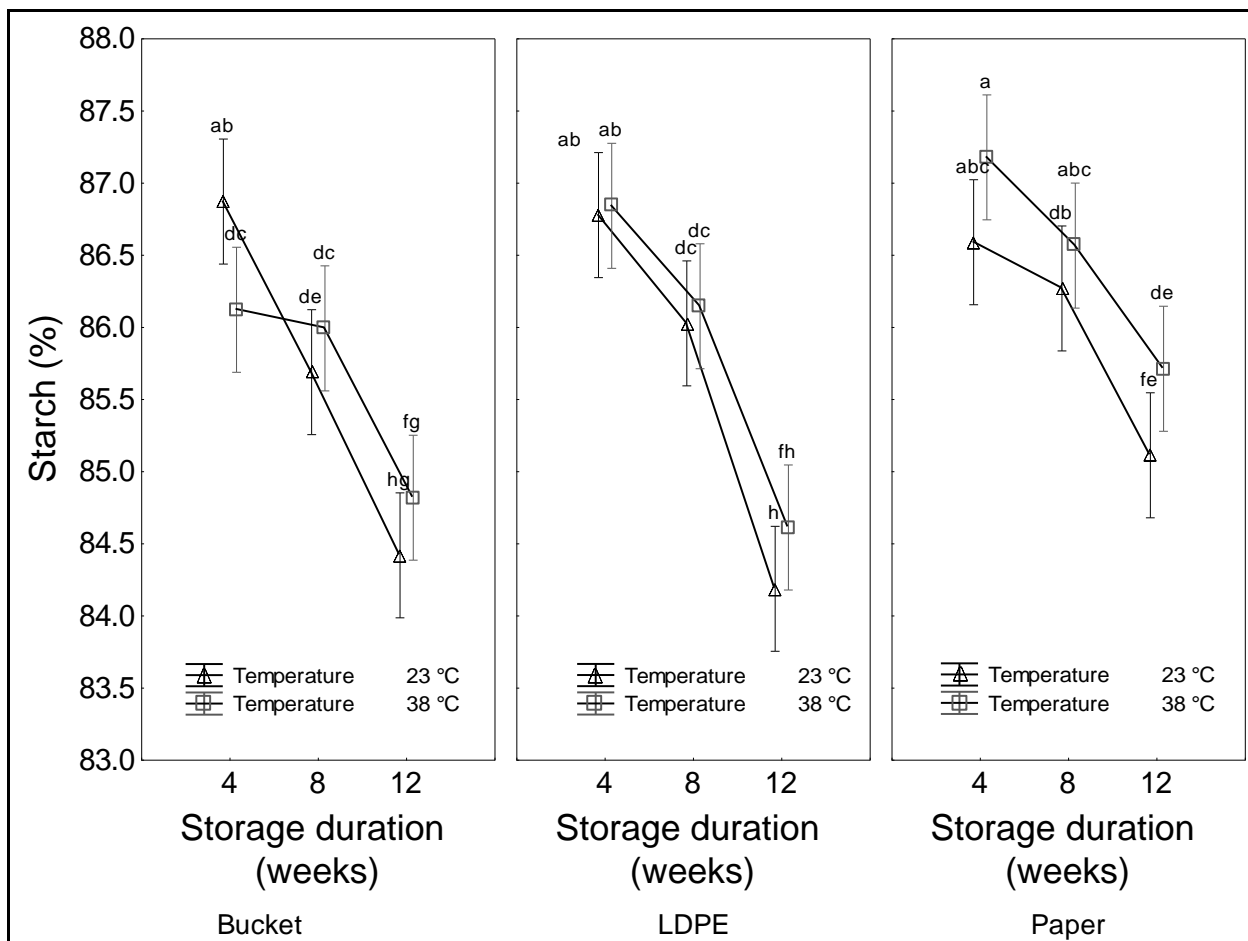 Starch (%)
88.0
87.5
87.0
86.5
86.0
85.5
85.0
84.5
84.0
83.5
83.0
ab
dc
de
dc
hg
fg
Temperature 23 °C
Temperature 38 °C
4 8 12
Storage duration
(weeks)
Bucket
ab
ab
dc
dc
h
fh
Temperature 23 °C
Temperature 38 °C
4 8 12
Storage duration
(weeks)
LDPE
abc
a
db
abc
fe
de
Temperature 23 °C
Temperature 38 °C
4 8 12
Storage duration
(weeks)
Paper